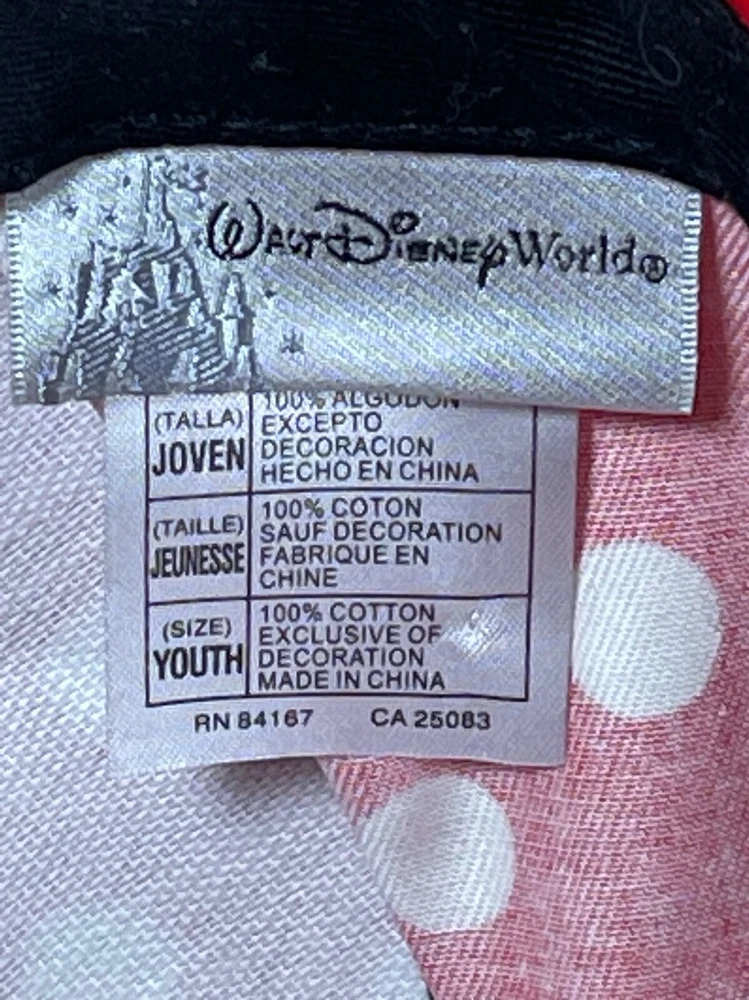 Walt Disney World®
100% ALGODON
(TALLA) EXCEPTO
JOVEN DECORACION
HECHO EN CHINA
100% COTON
(TAILLE) SAUF DECORATION
JEUNESSE FABRIQUE EN
CHINE
100% COTTON
(SIZE) EXCLUSIVE OF
YOUTH DECORATION
MADE IN CHINA
RN 84167 CA 25083